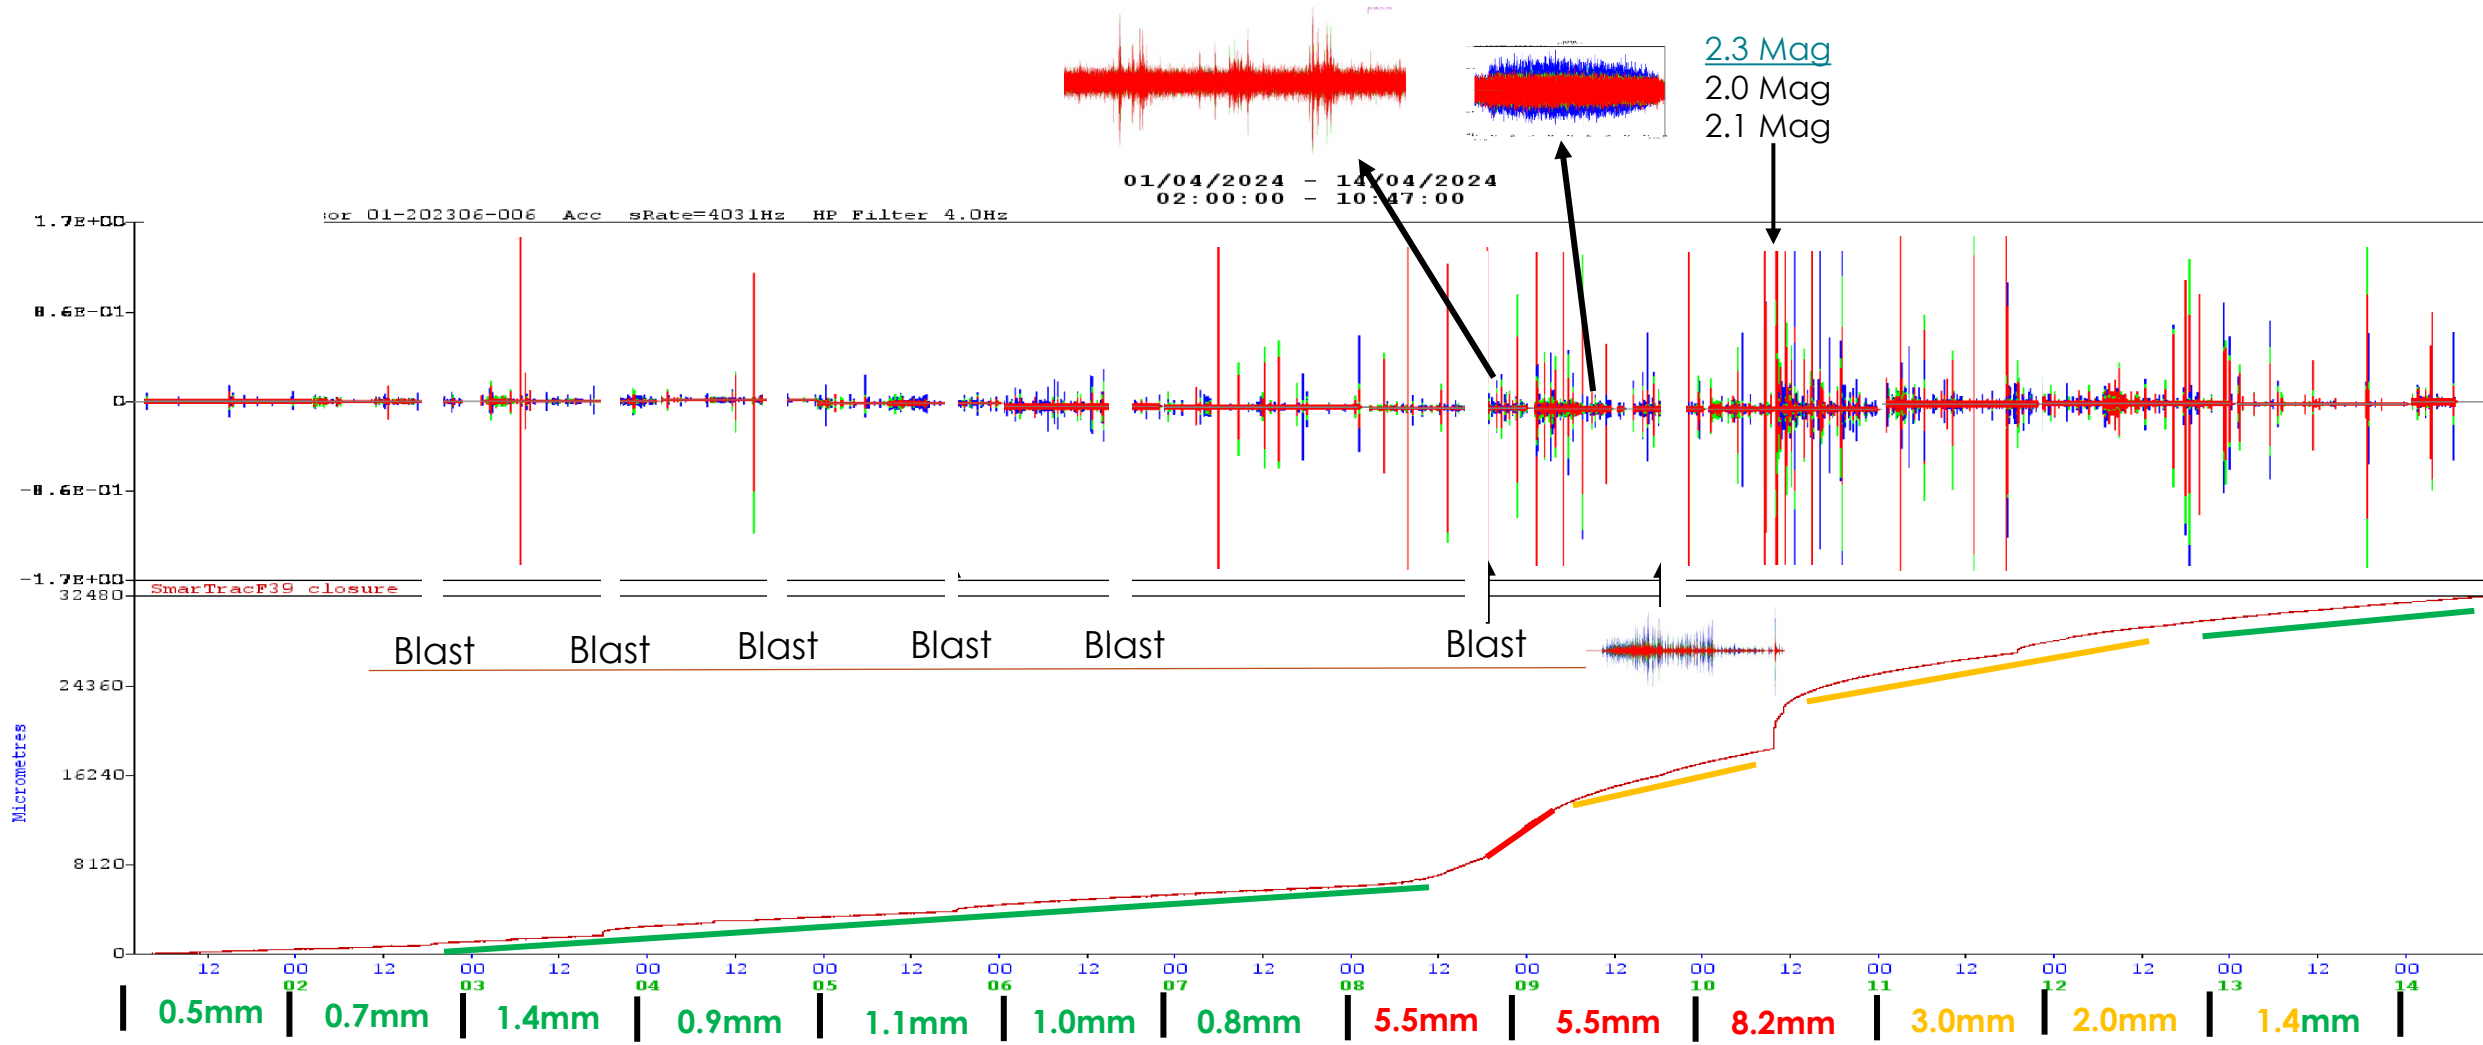 2.3 Mag
2.0 Mag
2.1 Mag
01/04/2024 - 14/04/2024
02:00:00 - 10:47:00
or 01-202306-006 Acc sRate=4031Hz HP Filter 4.0Hz
1.7E+00
0
-1.7E+00
SmarTracF39 closure
32480
24360
16240
8120
0
Micrometres
Blast Blast Blast Blast Blast Blast
12 00 12 00 12 00 12 00 12 00 12 00 12 00 12 00 12 00 12 00 12 00 12 00 12 00
02 03 04 05 06 07 08 09 10 11 12 13 14
0.5mm 0.7mm 1.4mm 0.9mm 1.1mm 1.0mm 0.8mm 5.5mm 5.5mm 8.2mm 3.0mm 2.0mm 1.4mm